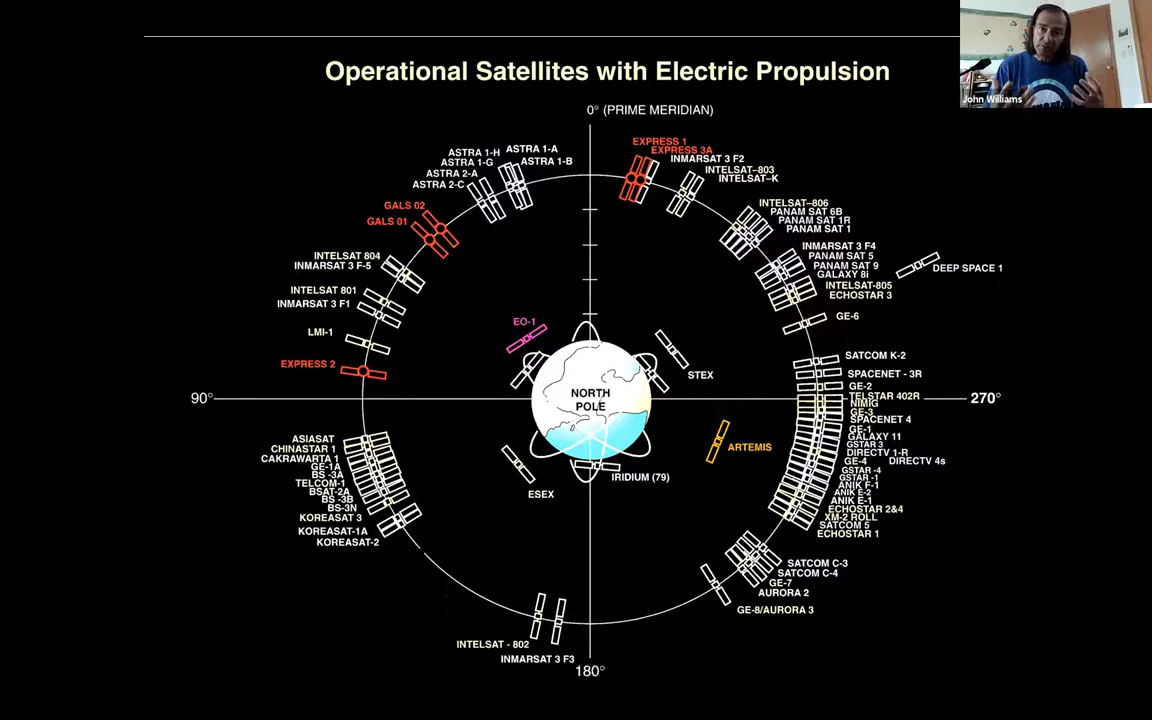 John Williams
Operational Satellites with Electric Propulsion
0° (PRIME MERIDIAN)
EXPRESS 1
EXPRESS 3A
INMARSAT 3 F2
INTELSAT–803
INTELSAT–K
INTELSAT–806
PANAM SAT 6B
PANAM SAT 1R
PANAM SAT 1
INMARSAT 3 F4
PANAM SAT 5
PANAM SAT 9
GALAXY 8i
INTELSAT-805
ECHOSTAR 3
DEEP SPACE 1
GE-6
SATCOM K-2
SPACENET - 3R
GE-2
TELSTAR 402R
NIMIG
GE-3
SPACENET 4
270°
GE-1
GALAXY 11
GSTAR 3
DIRECTV 1-R
GE-4
DIRECTV 4s
GSTAR -4
GSTAR -1
ANIK F-1
ANIK E-2
ANIK E-1
ECHOSTAR 2&4
XM-2 ROLL
SATCOM 5
ECHOSTAR 1
SATCOM C-3
SATCOM C-4
GE-7
AURORA 2
GE-8/AURORA 3
180°
INMARSAT 3 F3
INTELSAT - 802
KOREASAT-2
KOREASAT-1A
KOREASAT 3
BS-3N
BS -3B
BSAT-2A
TELCOM-1
BS -3A
GE-1A
CAKRAWARTA 1
CHINASTAR 1
ASIASAT
90°
EXPRESS 2
LMI-1
INMARSAT 3 F1
INTELSAT 801
INMARSAT 3 F-5
INTELSAT 804
GALS 01
GALS 02
ASTRA 2-C
ASTRA 2-A
ASTRA 1-G
ASTRA 1-H
ASTRA 1-A
ASTRA 1-B
EO-1
STEX
NORTH
POLE
ARTEMIS
IRIDIUM (79)
ESEX